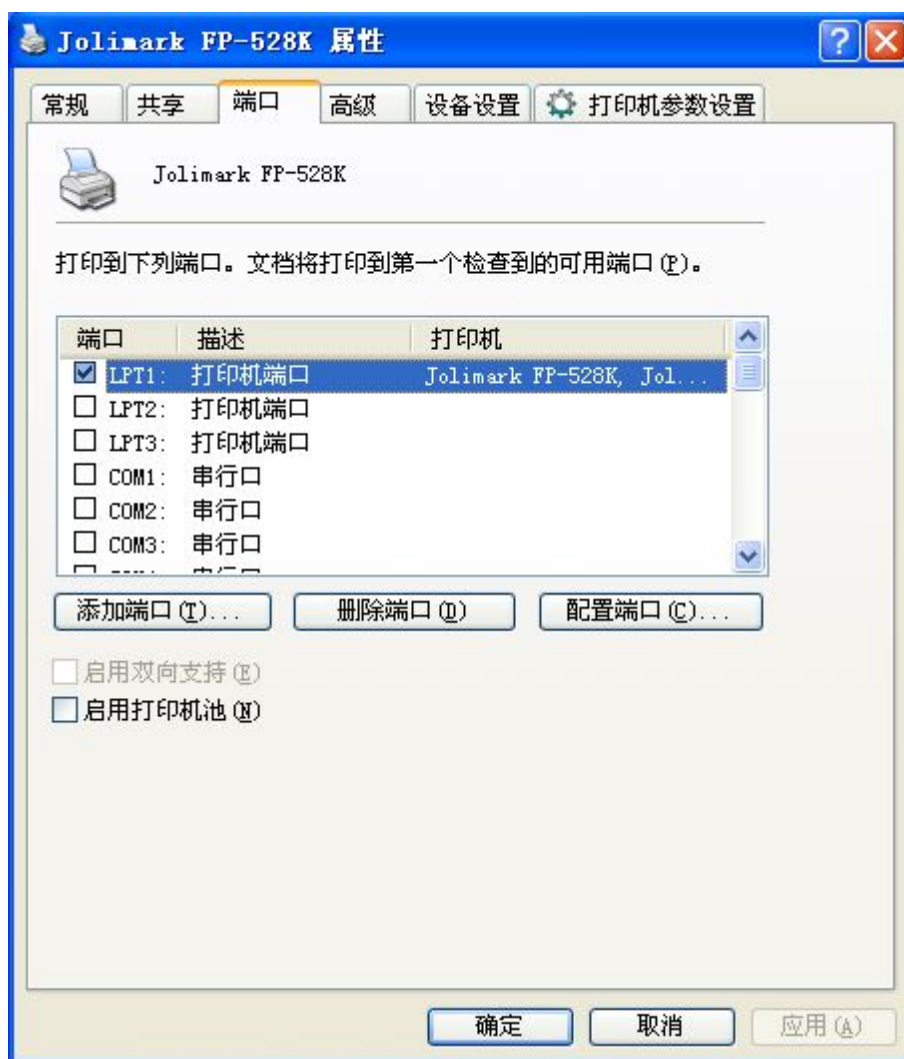 Jolimark FP-528K 属性
常规 共享 端口 高级 设备设置 打印机参数设置
Jolimark FP-528K
打印到下列端口。文档将打印到第一个检查到的可用端口(P)。
端口 描述 打印机
LPT1: 打印机端口 Jolimark FP-528K, Jol...
LPT2: 打印机端口
LPT3: 打印机端口
COM1: 串行口
COM2: 串行口
COM3: 串行口
添加端口(T)... 删除端口(D) 配置端口(C)...
启用双向支持(E)
启用打印机池(N)
确定 取消 应用(A)